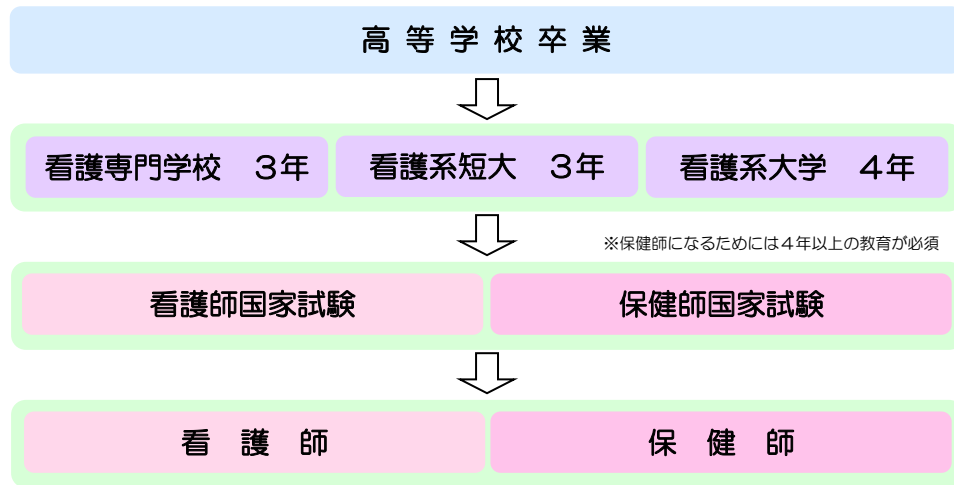 高等学校卒業
看護専門学校　３年
看護系短大　３年
看護系大学　４年
※保健師になるためには４年以上の教育が必須
看護師国家試験
保健師国家試験
看　護　師
保　健　師